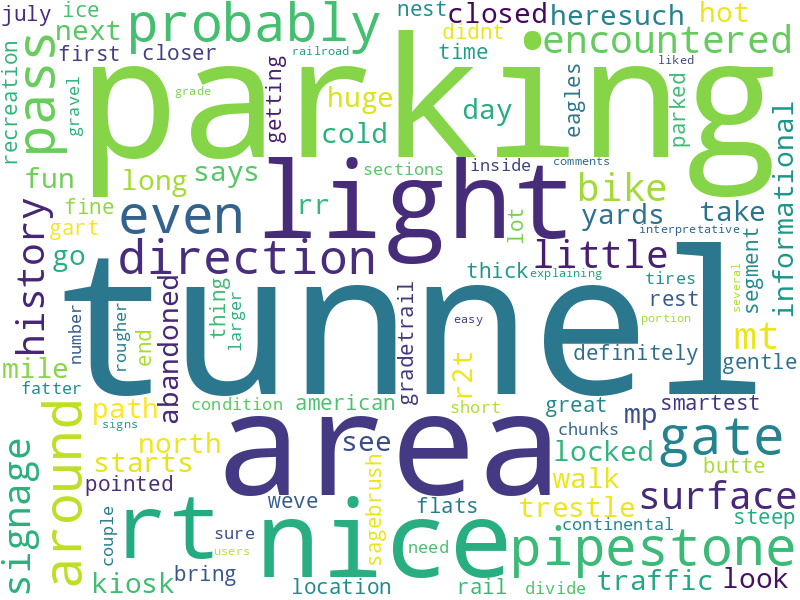 july
ice
probably
nest
closed
heresuch
hot
next
encountered
first
closer
railroad
didnt
time
liked
recreation
pass
parking
gravel
grade
getting
huge
cold
day
eagles
parked
fun
long
says
light
sections
inside
comments
bike
informational
fine
rr
yards
take
gart
even
lot
interpretative
history
go
direction
little
segment
thick
explaining
tires
abandoned
thing
tunnel
rest
several
number
rougher
larger
gradetrail
easy
portion
mt
end
r2t
definitely
gentle
mile
fatter
condition
american
short
great
smartest
path
area
mp
signs
chunks
gate
around
north
see
locked
starts
walk
butte
signage
pointed
rt
nice
weve
sagebrush
flats
trestle
surface
couple
sure
continental
steep
users
need
pipestone
kiosk
bring
location
rail
divide
traffic
look